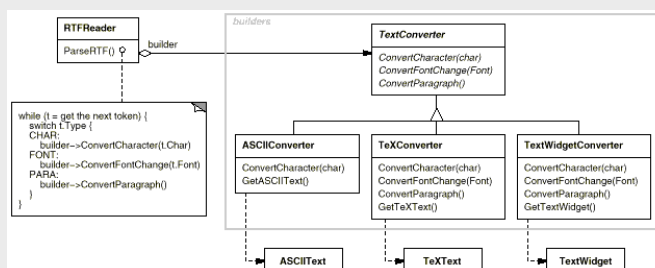 builders
RTFReader
ParseRTF()
builder
TextConverter
ConvertCharacter(char)
ConvertFontChange(Font)
ConvertParagraph()
while (t = get the next token) {
switch t.Type {
CHAR:
builder->ConvertCharacter(t.Char)
FONT:
builder->ConvertFontChange(t.Font)
PARA:
builder->ConvertParagraph()
}
}
ASCIIConverter
ConvertCharacter(char)
GetASCIIText()
TeXConverter
ConvertCharacter(char)
ConvertFontChange(Font)
ConvertParagraph()
GetTeXText()
TextWidgetConverter
ConvertCharacter(char)
ConvertFontChange(Font)
ConvertParagraph()
GetTextWidget()
ASCIIText
TeXText
TextWidget